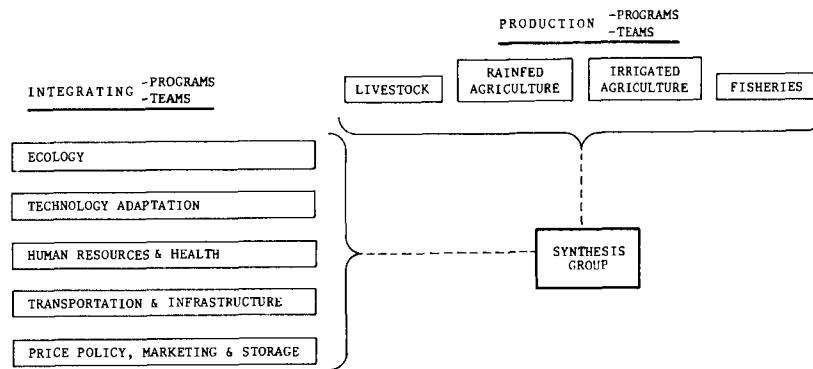 PRODUCTION -PROGRAMS
-TEAMS
INTEGRATING -PROGRAMS
-TEAMS
LIVESTOCK
RAINFED
AGRICULTURE
IRRIGATED
AGRICULTURE
FISHERIES
ECOLOGY
TECHNOLOGY ADAPTATION
HUMAN RESOURCES & HEALTH
TRANSPORTATION & INFRASTRUCTURE
PRICE POLICY, MARKETING & STORAGE
SYNTHESIS
GROUP